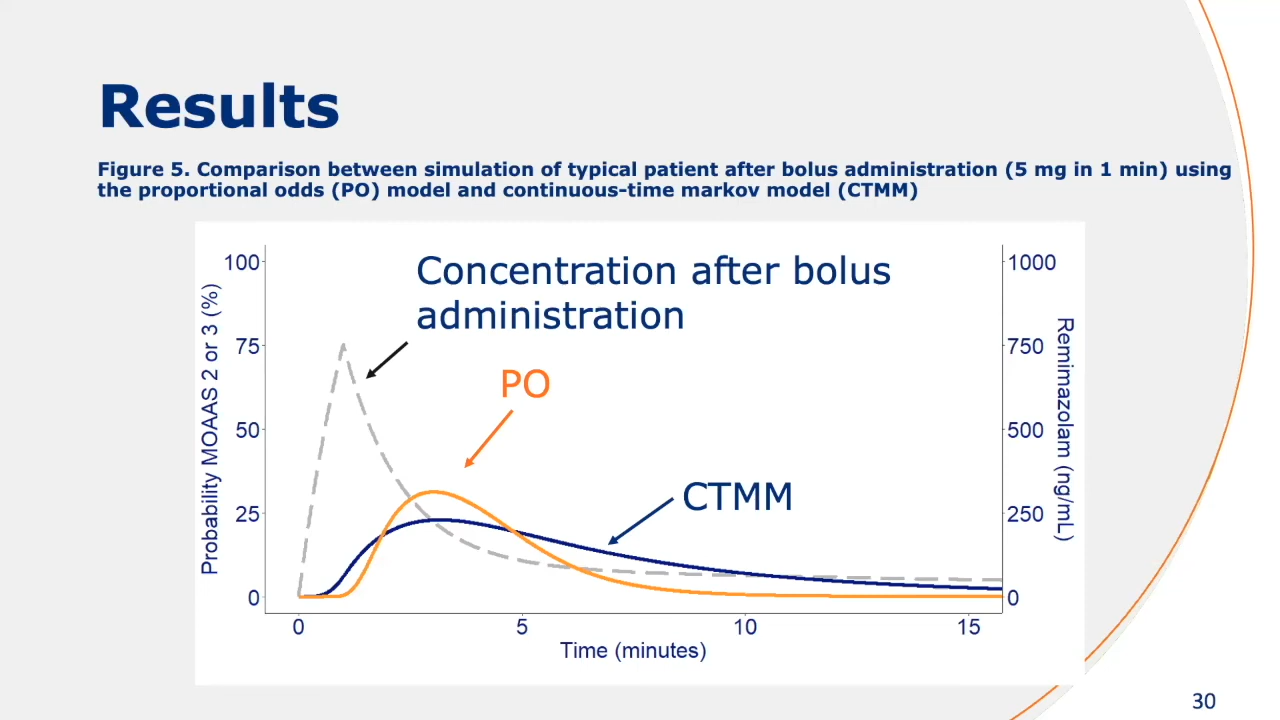 Results
Figure 5. Comparison between simulation of typical patient after bolus administration (5 mg in 1 min) using
the proportional odds (PO) model and continuous-time markov model (CTMM)
Concentration after bolus
administration
PO
CTMM
Probability MOAAS 2 or 3 (%)
100
75
50
25
0
1000
750
500
250
0
Remimazolam (ng/mL)
0
5
10
15
Time (minutes)
30